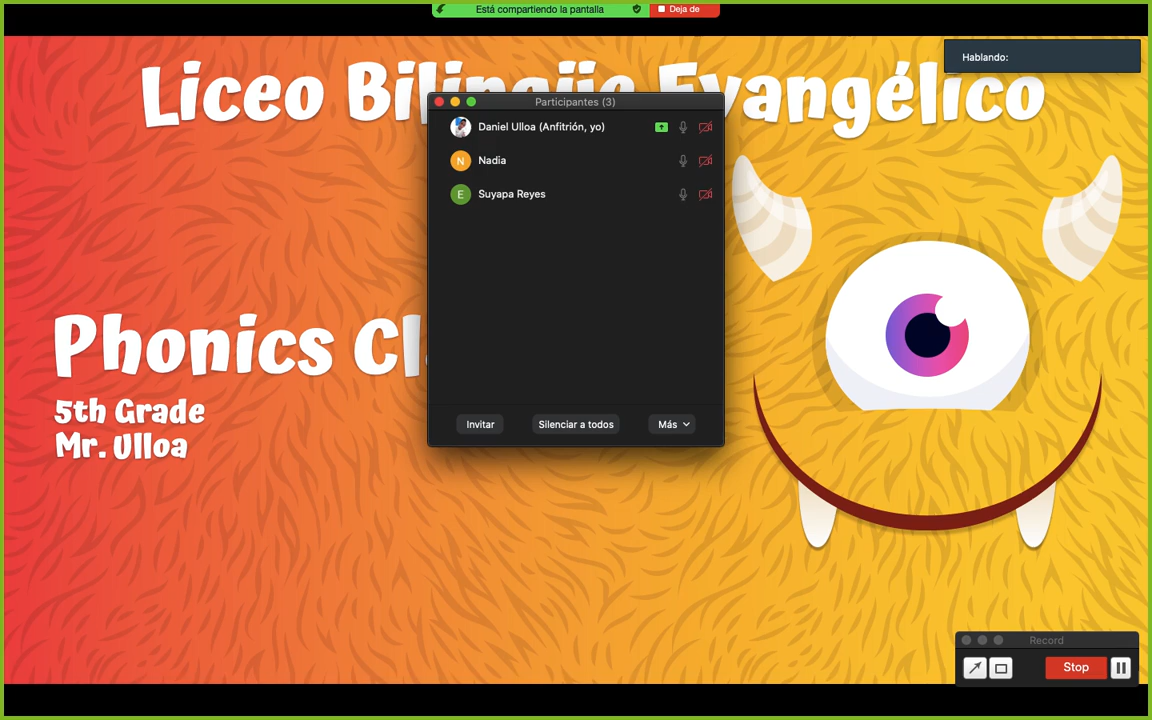 Está compartiendo la pantalla
Deja de
Hablando:
Liceo Bilingüe Evangélico
Participantes (3)
Daniel Ulloa (Anfitrión, yo)
N Nadia
E Suyapa Reyes
Invitar
Silenciar a todos
Más
Phonics Cl
5th Grade
Mr. Ulloa
Record
Stop